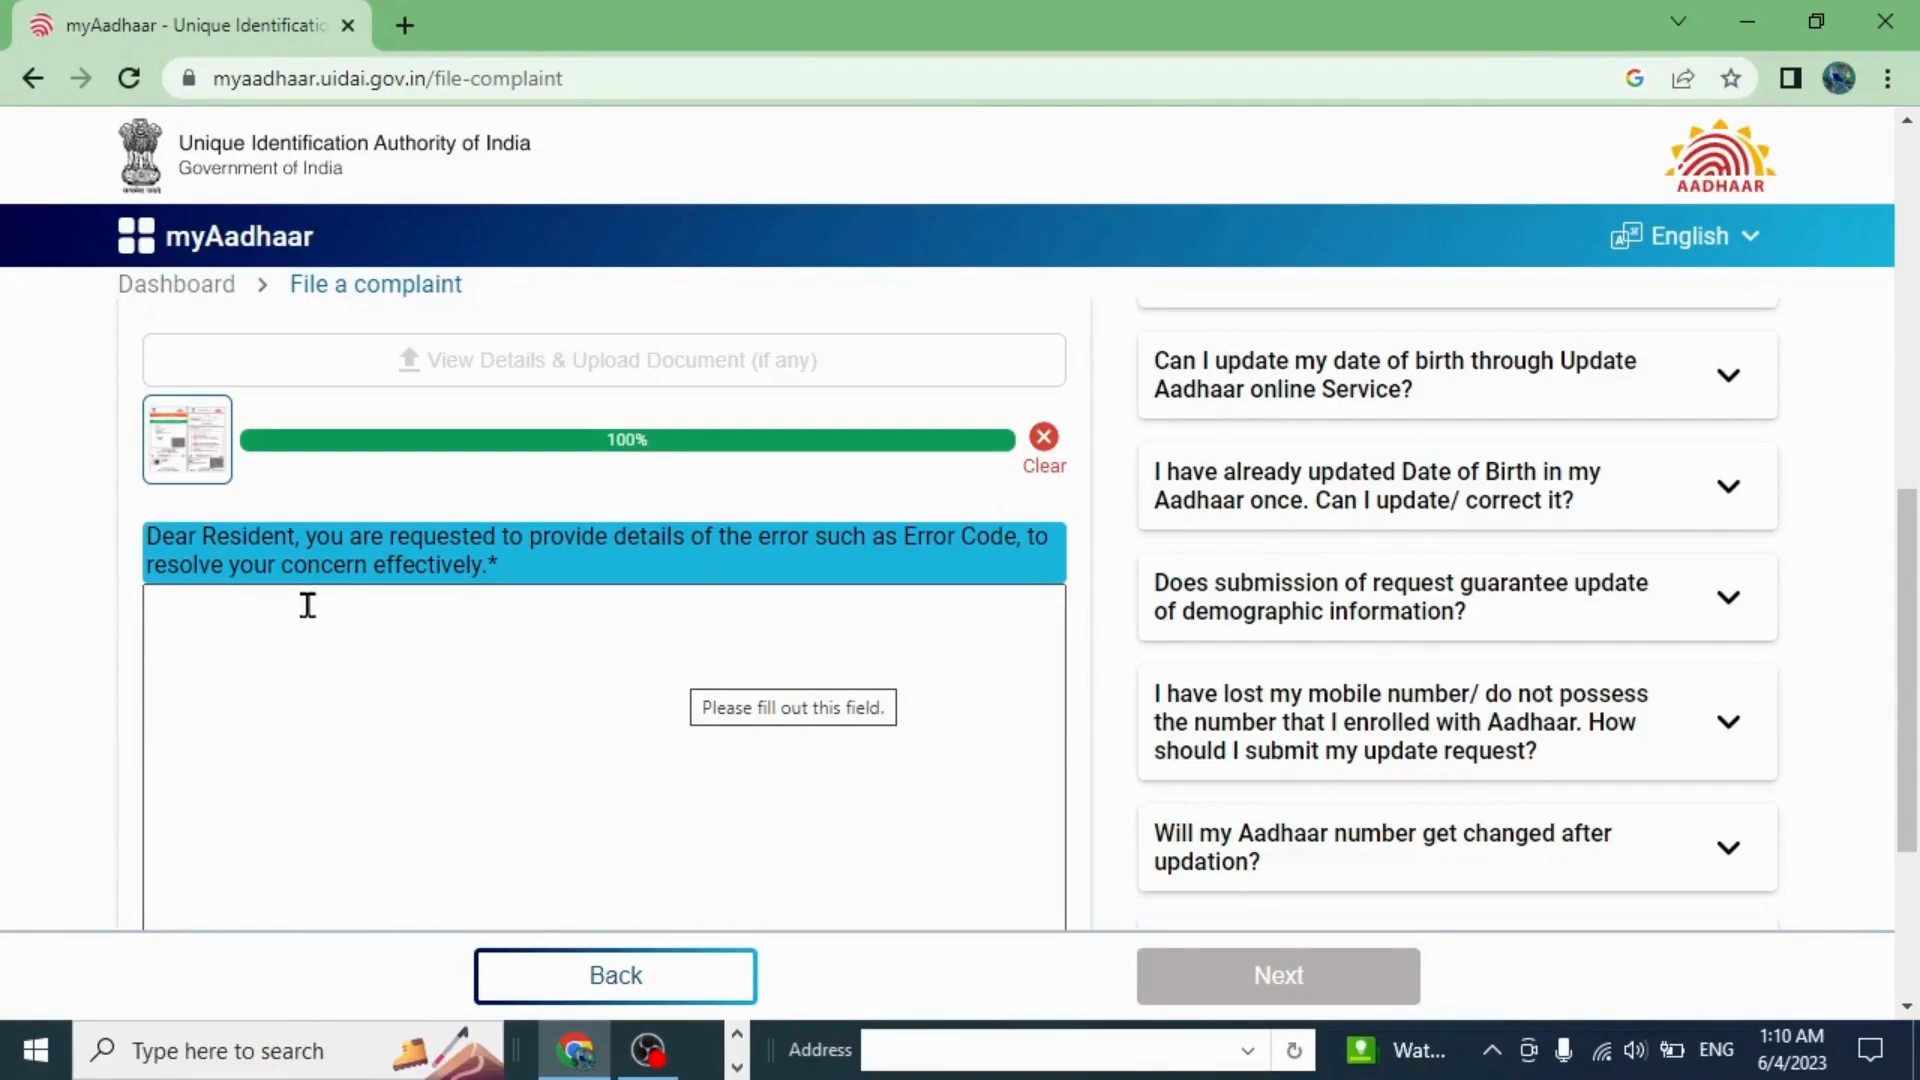 myAadhaar - Unique Identificatio
myaadhaar.uidai.gov.in/file-complaint
Unique Identification Authority of India
Government of India
AADHAAR
myAadhaar
English
Dashboard > File a complaint
View Details & Upload Document (if any)
100%
Clear
Dear Resident, you are requested to provide details of the error such as Error Code, to
resolve your concern effectively.*
Please fill out this field.
Can I update my date of birth through Update
Aadhaar online Service?
I have already updated Date of Birth in my
Aadhaar once. Can I update/ correct it?
Does submission of request guarantee update
of demographic information?
I have lost my mobile number/ do not possess
the number that I enrolled with Aadhaar. How
should I submit my update request?
Will my Aadhaar number get changed after
updation?
Back
Next
Type here to search
Address
Wat...
ENG
1:10 AM
6/4/2023